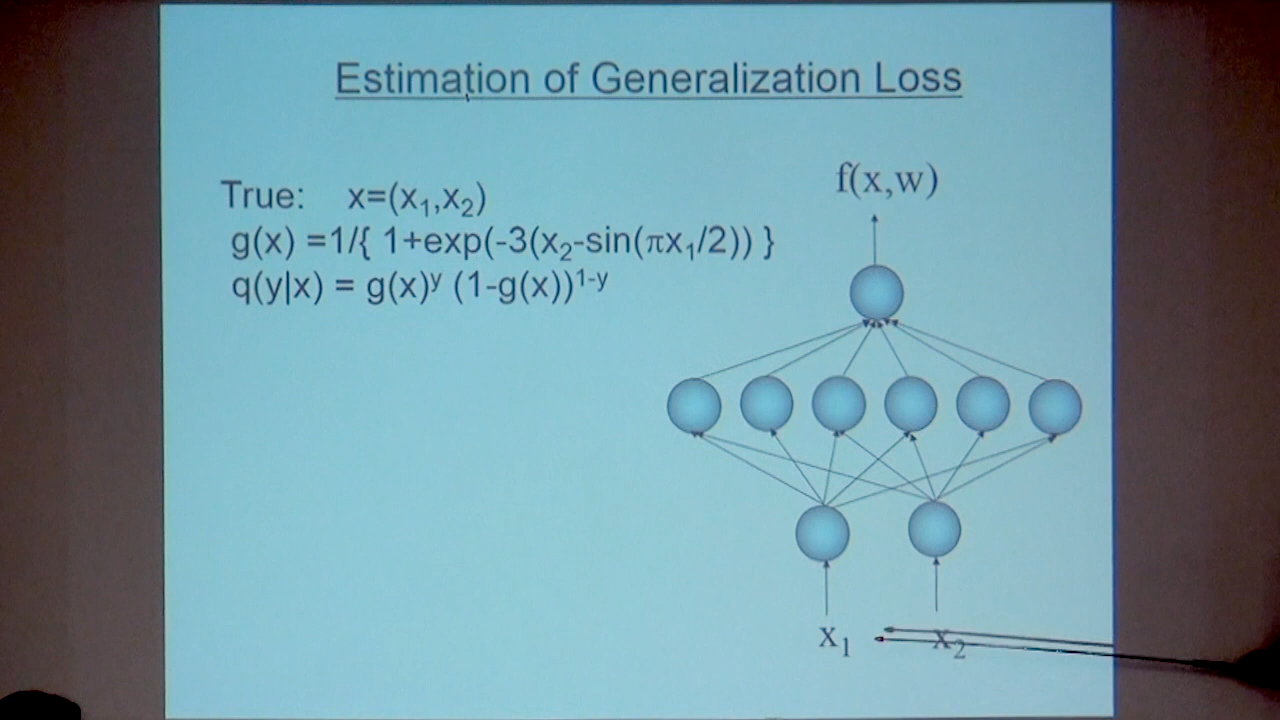 Estimation of Generalization Loss
True: x=(x₁,x₂)
g(x) =1/{ 1+exp(-3(x₂-sin(πx₁/2)) }
q(y|x) = g(x)ʸ (1-g(x))¹⁻ʸ
f(x,w)
x₁ x₂